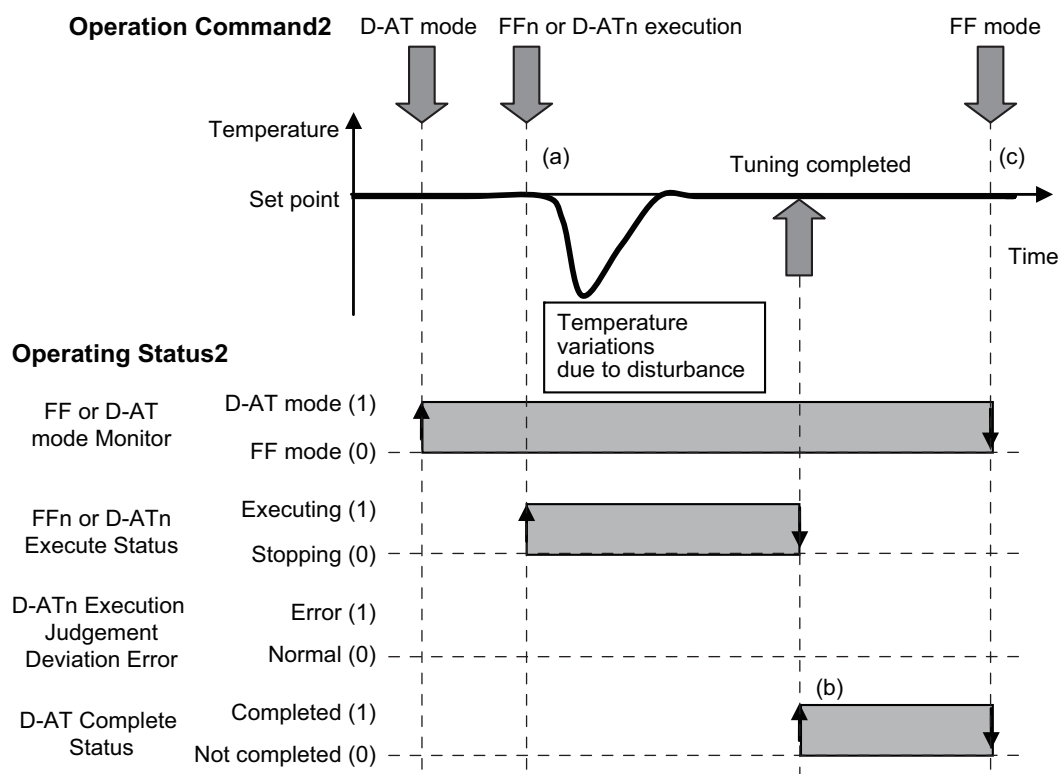 Operation Command2
D-AT mode
FFn or D-ATn execution
FF mode
Temperature
(a)
Tuning completed
(c)
Set point
Time
Temperature
variations
due to disturbance
Operating Status2
FF or D-AT
mode Monitor
D-AT mode (1)
FF mode (0)
FFn or D-ATn
Execute Status
Executing (1)
Stopping (0)
D-ATn Execution
Judgement
Deviation Error
Error (1)
Normal (0)
(b)
D-AT Complete
Status
Completed (1)
Not completed (0)